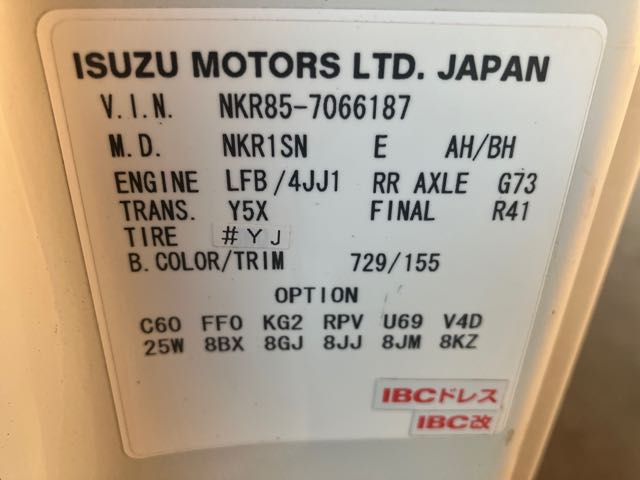 ISUZU MOTORS LTD. JAPAN
V.I.N. NKR85-7066187
M.D. NKR1SN E AH/BH
ENGINE LFB/4JJ1 RR AXLE G73
TRANS. Y5X FINAL R41
TIRE #YJ
B.COLOR/TRIM 729/155
OPTION
C60 FF0 KG2 RPV U69 V4D
25W 8BX 8GJ 8JJ 8JM 8KZ
IBCドレス
IBC改